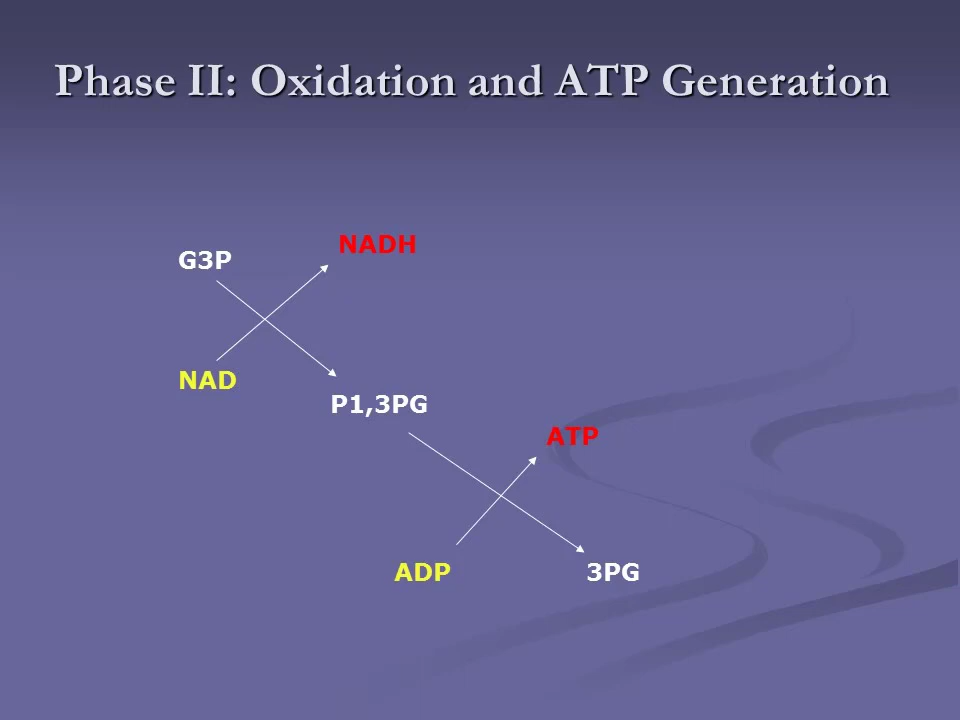 Phase II: Oxidation and ATP Generation
NADH
G3P
NAD
P1,3PG
ATP
ADP
3PG